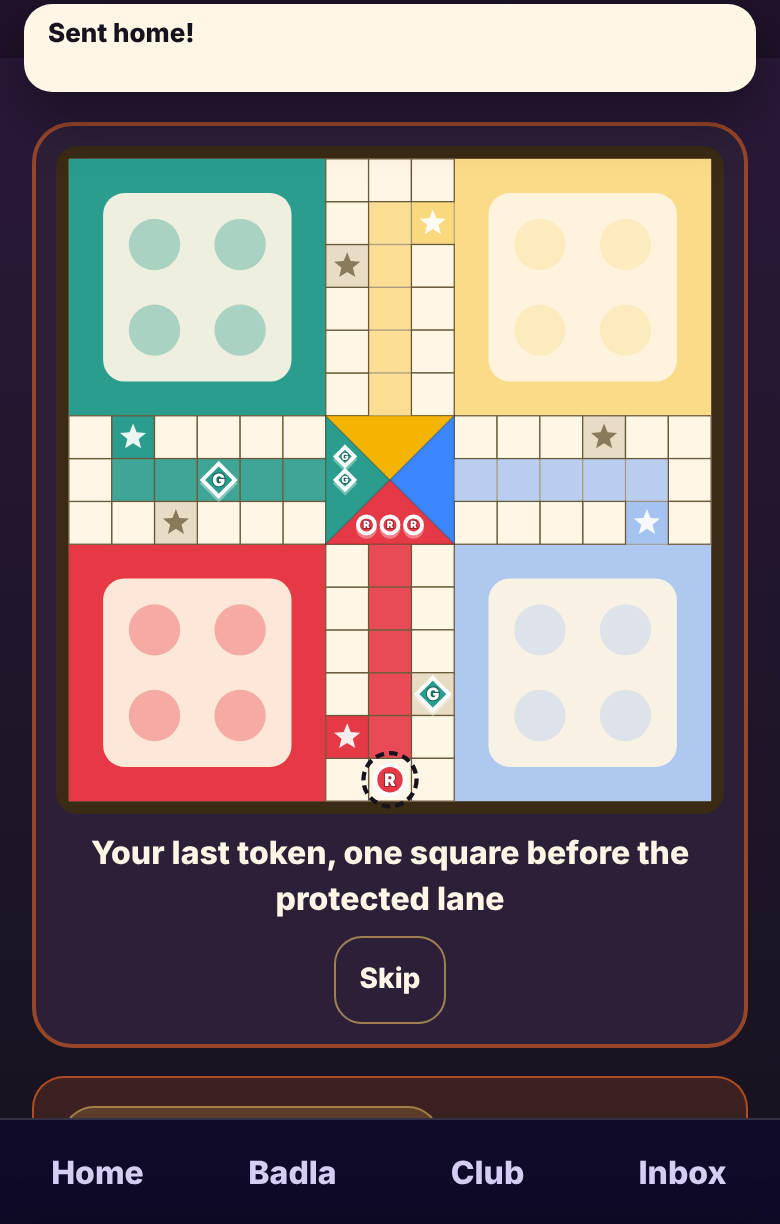 Sent home!
G
G
G
R R R
G
R
Your last token, one square before the
protected lane
Skip
Home Badla Club Inbox